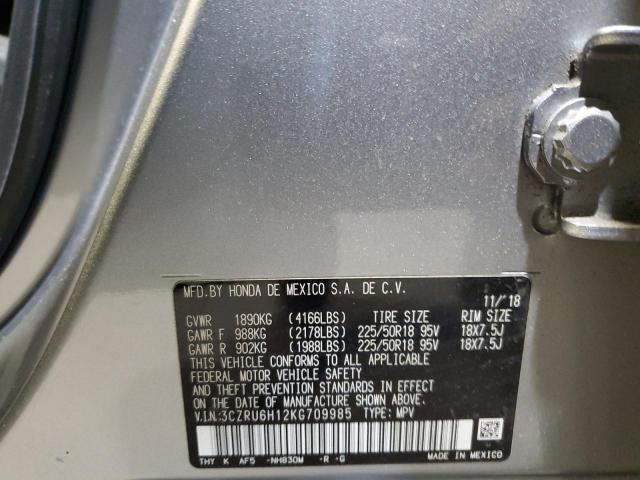 MFD.BY HONDA DE MEXICO S.A. DE C.V.
11/'18
GVWR 1890KG (4166LBS) TIRE SIZE RIM SIZE
GAWR F 988KG (2178LBS) 225/50R18 95V 18X7.5J
GAWR R 902KG (1988LBS) 225/50R18 95V 18X7.5J
THIS VEHICLE CONFORMS TO ALL APPLICABLE
FEDERAL MOTOR VEHICLE SAFETY
AND THEFT PREVENTION STANDARDS IN EFFECT
ON THE DATE OF MANUFACTURE SHOWN ABOVE.
V.I.N.:3CZRU6H12KG709985 TYPE: MPV
THY K AF5 -NH830M -R -G MADE IN MEXICO